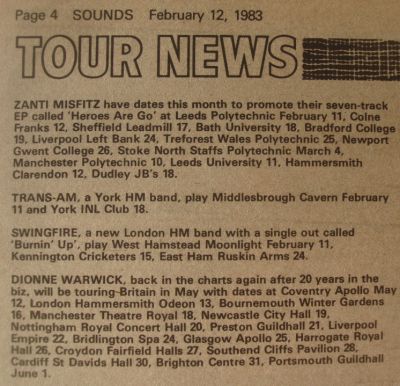 Page 4 SOUNDS February 12, 1983
TOUR NEWS
ZANTI MISFITZ have dates this month to promote their seven-track
EP called 'Heroes Are Go' at Leeds Polytechnic February 11, Colne
Franks 12, Sheffield Leadmill 17, Bath University 18, Bradford College
19, Liverpool Left Bank 24, Treforest Wales Polytechnic 25, Newport
Gwent College 26, Stoke North Staffs Polytechnic March 4,
Manchester Polytechnic 10, Leeds University 11, Hammersmith
Clarendon 12, Dudley JB's 18.
TRANS-AM, a York HM band, play Middlesbrough Cavern February
11 and York INL Club 18.
SWINGFIRE, a new London HM band with a single out called
'Burnin' Up', play West Hamstead Moonlight February 11,
Kennington Cricketers 15, East Ham Ruskin Arms 24.
DIONNE WARWICK, back in the charts again after 20 years in the
biz, will be touring Britain in May with dates at Coventry Apollo May
12, London Hammersmith Odeon 13, Bournemouth Winter Gardens
16, Manchester Theatre Royal 18, Newcastle City Hall 19,
Nottingham Royal Concert Hall 20, Preston Guildhall 21, Liverpool
Empire 22, Bridlington Spa 24, Glasgow Apollo 25, Harrogate Royal
Hall 26, Croydon Fairfield Halls 27, Southend Cliffs Pavilion 28,
Cardiff St Davids Hall 30, Brighton Centre 31, Portsmouth Guildhall
June 1.